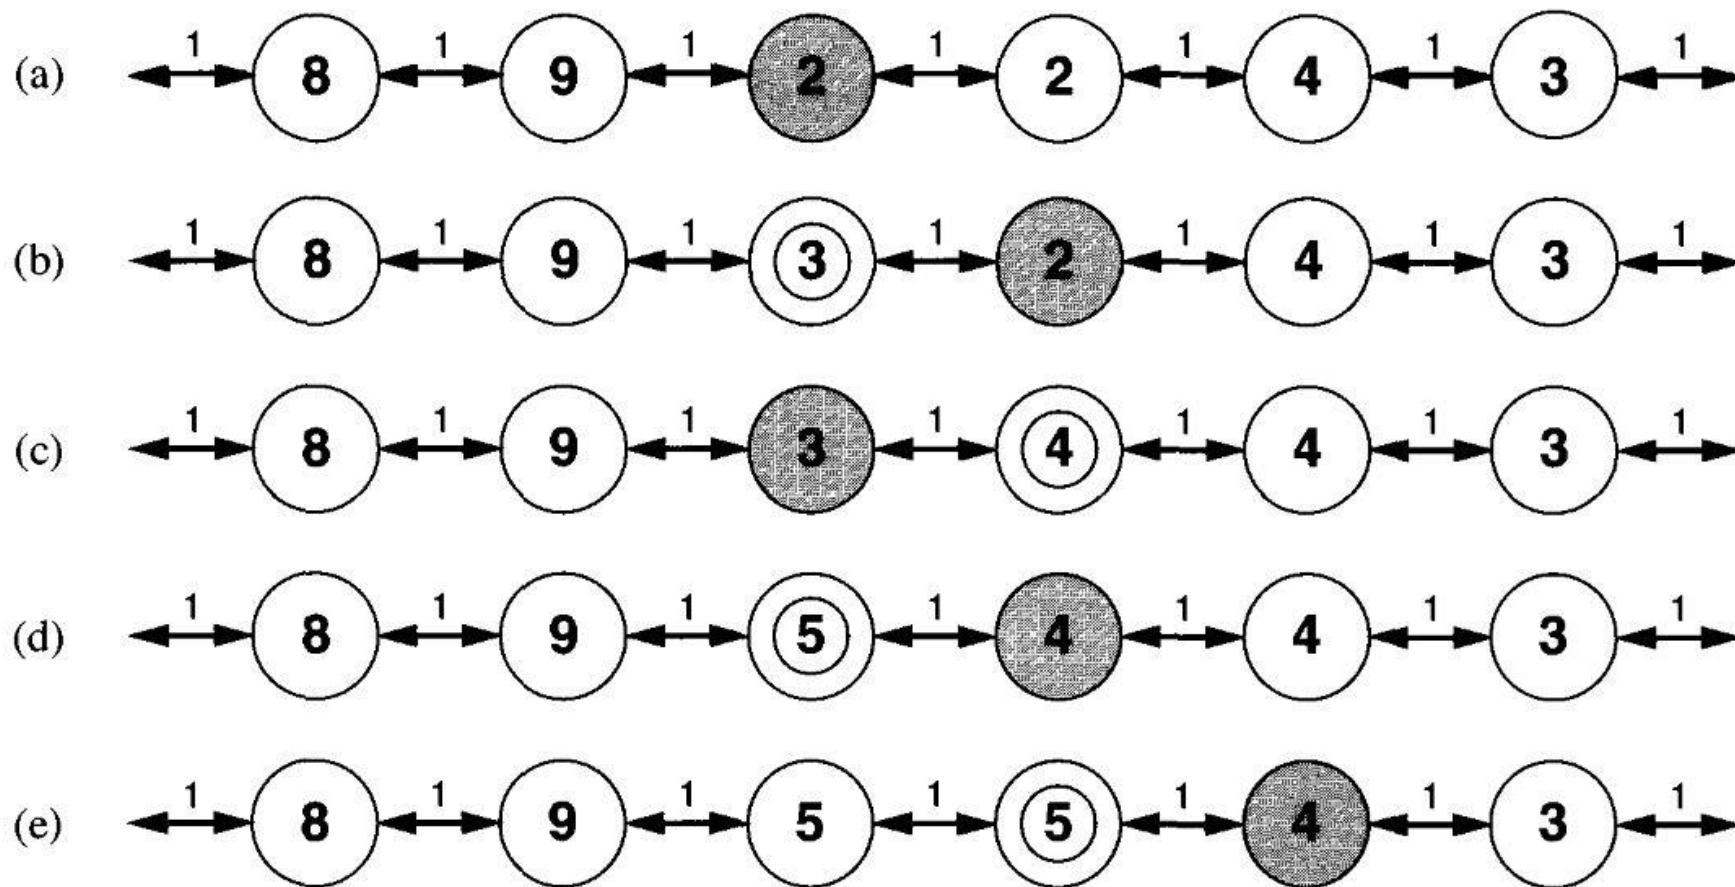 (a) 1 8 1 9 1 2 1 2 1 4 1 3 1
(b) 1 8 1 9 1 3 1 2 1 4 1 3 1
(c) 1 8 1 9 1 3 1 4 1 4 1 3 1
(d) 1 8 1 9 1 5 1 4 1 4 1 3 1
(e) 1 8 1 9 1 5 1 5 1 4 1 3 1